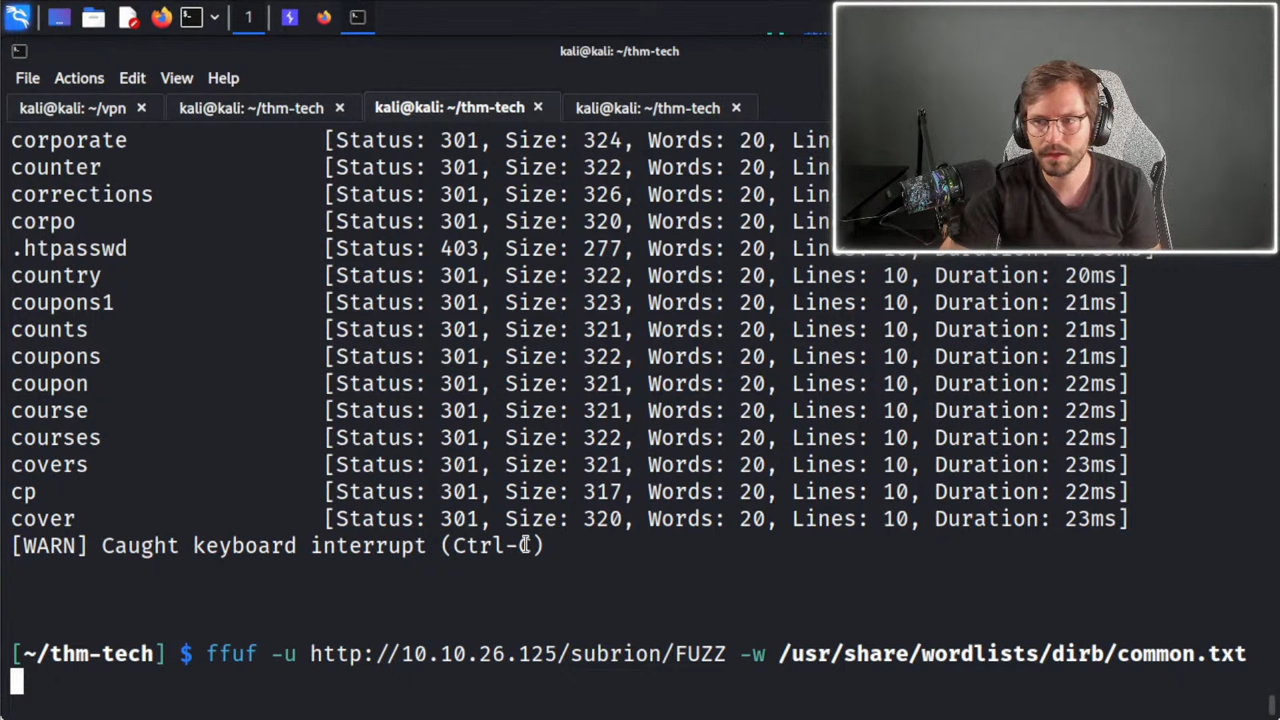 1
kali@kali: ~/thm-tech
File Actions Edit View Help
kali@kali: ~/vpn × kali@kali: ~/thm-tech × kali@kali: ~/thm-tech × kali@kali: ~/thm-tech ×
corporate [Status: 301, Size: 324, Words: 20, Lin
counter [Status: 301, Size: 322, Words: 20, Lin
corrections [Status: 301, Size: 326, Words: 20, Lin
corpo [Status: 301, Size: 320, Words: 20, Lin
.htpasswd [Status: 403, Size: 277, Words: 20, Lines: 10, Duration:
country [Status: 301, Size: 322, Words: 20, Lines: 10, Duration: 20ms]
coupons1 [Status: 301, Size: 323, Words: 20, Lines: 10, Duration: 21ms]
counts [Status: 301, Size: 321, Words: 20, Lines: 10, Duration: 21ms]
coupons [Status: 301, Size: 322, Words: 20, Lines: 10, Duration: 21ms]
coupon [Status: 301, Size: 321, Words: 20, Lines: 10, Duration: 22ms]
course [Status: 301, Size: 321, Words: 20, Lines: 10, Duration: 22ms]
courses [Status: 301, Size: 322, Words: 20, Lines: 10, Duration: 22ms]
covers [Status: 301, Size: 321, Words: 20, Lines: 10, Duration: 23ms]
cp [Status: 301, Size: 317, Words: 20, Lines: 10, Duration: 22ms]
cover [Status: 301, Size: 320, Words: 20, Lines: 10, Duration: 23ms]
[WARN] Caught keyboard interrupt (Ctrl-C)
[~/thm-tech] $ ffuf -u http://10.10.26.125/subrion/FUZZ -w /usr/share/wordlists/dirb/common.txt